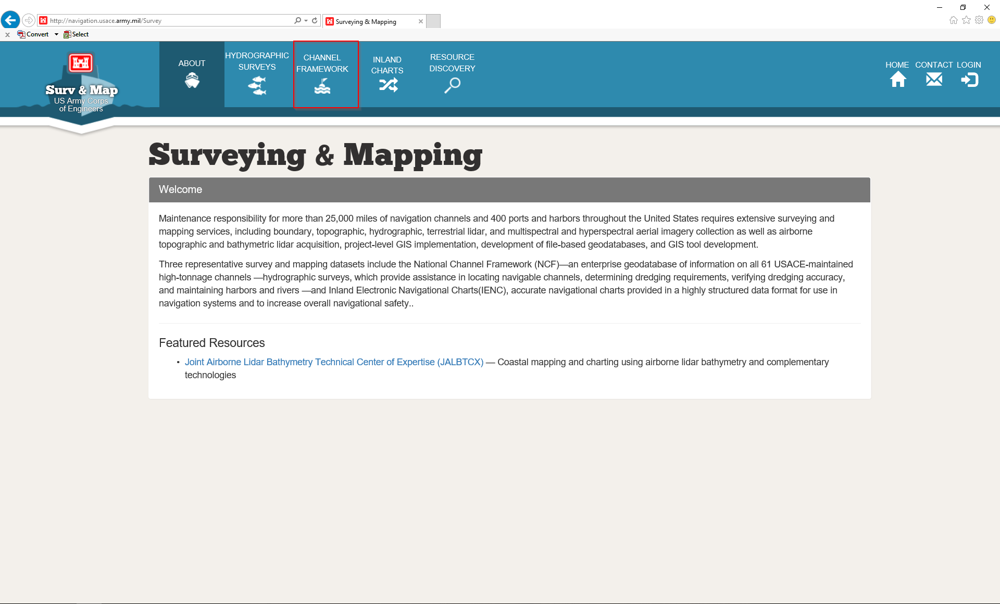 http://navigation.usace.army.mil/Survey
Surveying & Mapping
x Convert Select
ABOUT
HYDROGRAPHIC
SURVEYS
CHANNEL
FRAMEWORK
INLAND
CHARTS
RESOURCE
DISCOVERY
HOME CONTACT LOGIN
Surv & Map
US Army Corps
of Engineers
Surveying & Mapping
Welcome
Maintenance responsibility for more than 25,000 miles of navigation channels and 400 ports and harbors throughout the United States requires extensive surveying and
mapping services, including boundary, topographic, hydrographic, terrestrial lidar, and multispectral and hyperspectral aerial imagery collection as well as airborne
topographic and bathymetric lidar acquisition, project-level GIS implementation, development of file-based geodatabases, and GIS tool development.
Three representative survey and mapping datasets include the National Channel Framework (NCF)—an enterprise geodatabase of information on all 61 USACE-maintained
high-tonnage channels —hydrographic surveys, which provide assistance in locating navigable channels, determining dredging requirements, verifying dredging accuracy,
and maintaining harbors and rivers —and Inland Electronic Navigational Charts(IENC), accurate navigational charts provided in a highly structured data format for use in
navigation systems and to increase overall navigational safety..
Featured Resources
• Joint Airborne Lidar Bathymetry Technical Center of Expertise (JALBTCX) — Coastal mapping and charting using airborne lidar bathymetry and complementary
technologies